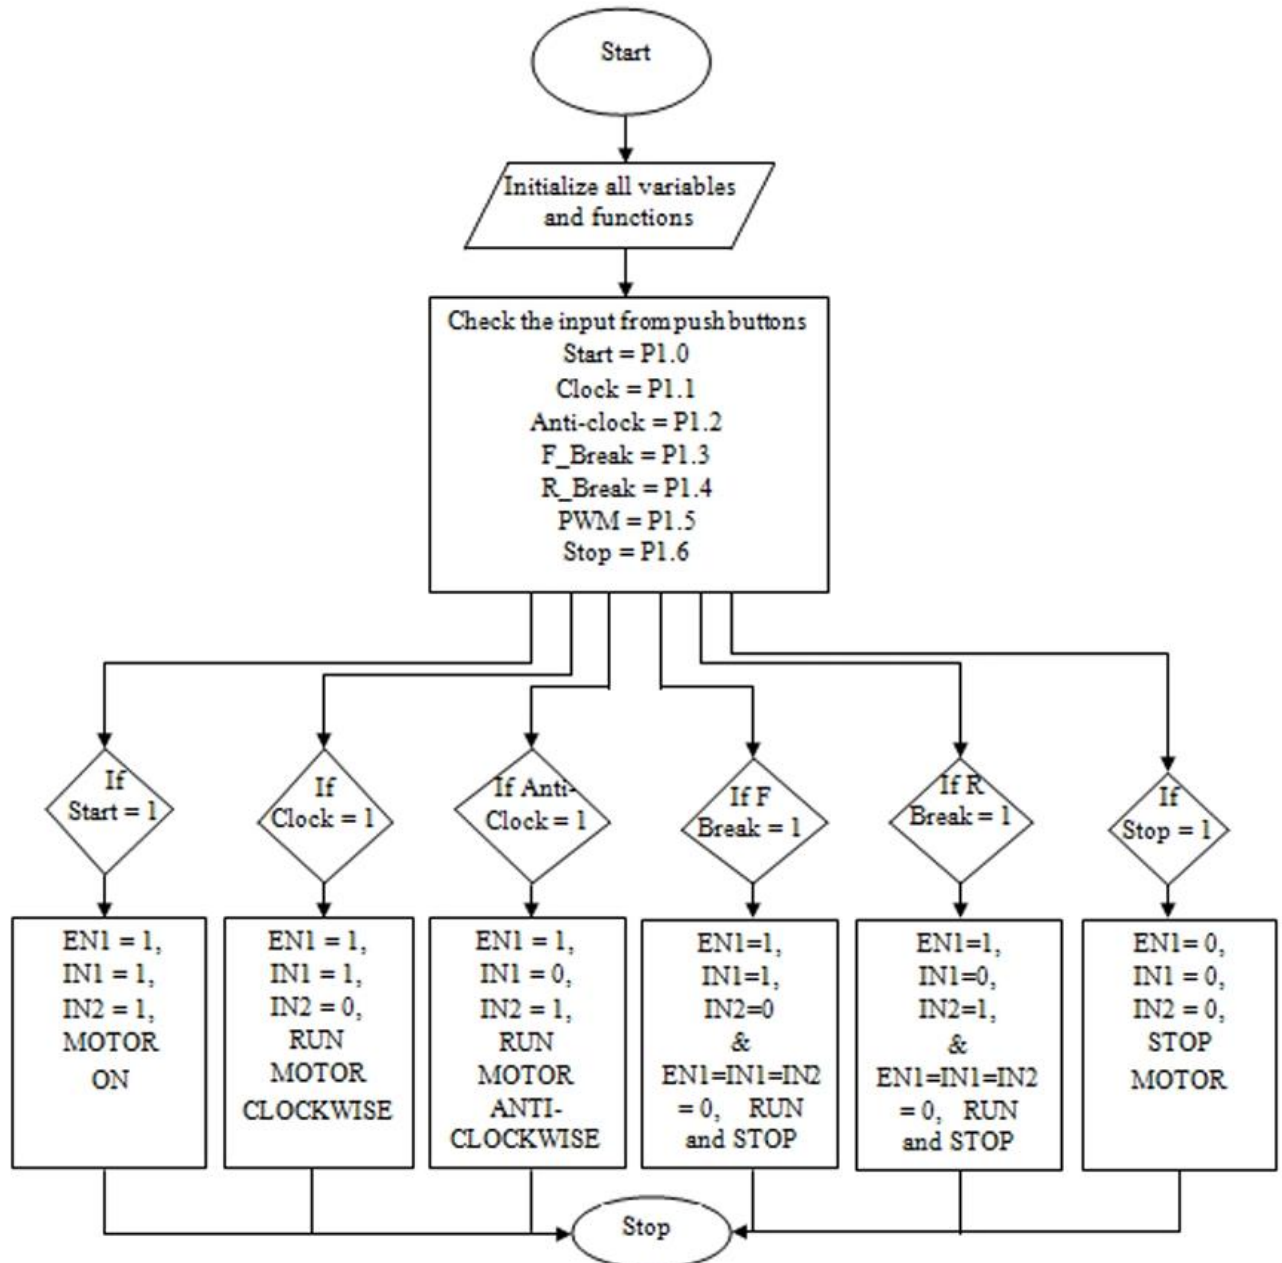 Start
Initialize all variables
and functions
Check the input from push buttons
Start = P1.0
Clock = P1.1
Anti-clock = P1.2
F_Break = P1.3
R_Break = P1.4
PWM = P1.5
Stop = P1.6
If
Start = 1
If
Clock = 1
If Anti-
Clock = 1
If F
Break = 1
If R
Break = 1
If
Stop = 1
EN1 = 1,
IN1 = 1,
IN2 = 1,
MOTOR
ON
EN1 = 1,
IN1 = 1,
IN2 = 0,
RUN
MOTOR
CLOCKWISE
EN1 = 1,
IN1 = 0,
IN2 = 1,
RUN
MOTOR
ANTI-
CLOCKWISE
EN1=1,
IN1=1,
IN2=0
&
EN1=IN1=IN2
= 0, RUN
and STOP
EN1=1,
IN1=0,
IN2=1,
&
EN1=IN1=IN2
= 0, RUN
and STOP
EN1= 0,
IN1 = 0,
IN2 = 0,
STOP
MOTOR
Stop